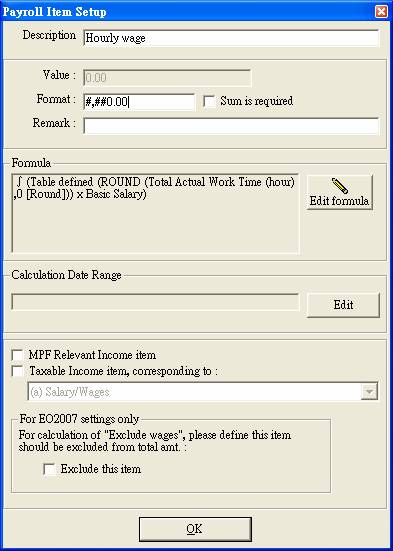 Payroll Item Setup
Description Hourly wage
Value : 0.00
Format : #,##0.00 Sum is required
Remark :
Formula
∫ (Table defined (ROUND (Total Actual Work Time (hour)
,0 [Round])) x Basic Salary)
Edit formula
Calculation Date Range
Edit
MPF Relevant Income item
Taxable Income item, corresponding to :
(a) Salary/Wages
For EO2007 settings only
For calculation of "Exclude wages", please define this item
should be excluded from total amt. :
Exclude this item
OK